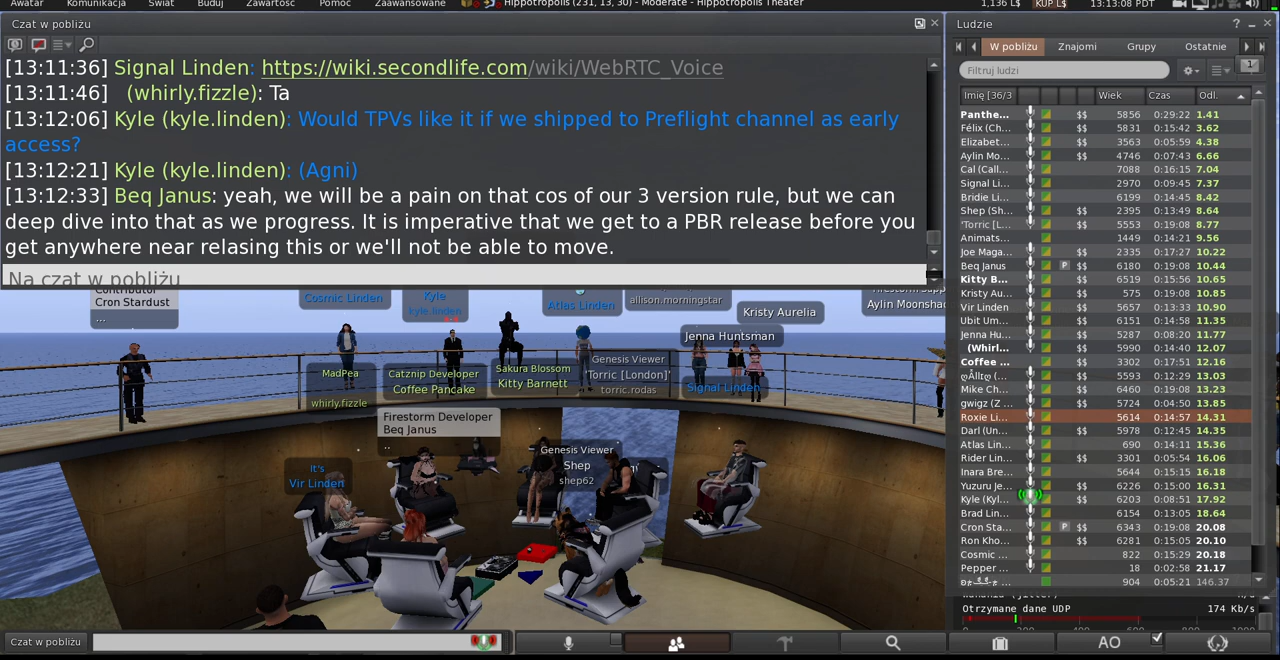 Awatar Komunikacja Świat Buduj Zawartość Pomoc Zaawansowane Hippotropolis (231, 13, 30) - Moderate - Hippotropolis Theater 1,136 L$ KUP L$ 13:13:08 PDT
Czat w pobliżu
[13:11:36] Signal Linden: https://wiki.secondlife.com/wiki/WebRTC_Voice
[13:11:46] (whirly.fizzle): Ta
[13:12:06] Kyle (kyle.linden): Would TPVs like it if we shipped to Preflight channel as early
access?
[13:12:21] Kyle (kyle.linden): (Agni)
[13:12:33] Beq Janus: yeah, we will be a pain on that cos of our 3 version rule, but we can
deep dive into that as we progress. It is imperative that we get to a PBR release before you
get anywhere near relasing this or we'll not be able to move.
Na czat w pobliżu
Contributor
Cron Stardust
...
Cosmic Linden
Kyle
kyle.linden
Atlas Linden
allison.morningstar
Aylin Moonsha
Kristy Aurelia
Jenna Huntsman
MadPea
whirly.fizzle
Catznip Developer
Coffee Pancake
Sakura Blossom
Kitty Barnett
Genesis Viewer
'Torric [London]'
torric.rodas
Signal Linden
Firestorm Developer
Beq Janus
..
It's
Vir Linden
Genesis Viewer
Shep
shep62
Ludzie
W pobliżu Znajomi Grupy Ostatnie
Filtruj ludzi
1
Imię [36/3 Wiek Czas Odl.
Panthe... $$ 5856 0:29:22 1.41
Félix (Ch... $$ 5831 0:15:42 3.62
Elizabet... $$ 3563 0:05:59 4.38
Aylin Mo... $$ 4746 0:07:43 6.66
Cal (Call... 7088 0:16:15 7.04
Signal Li... 2970 0:09:45 7.37
Bridie Li... 6199 0:14:45 8.42
Shep (Sh... $$ 2395 0:13:49 8.64
'Torric [L... $$ 5553 0:19:08 8.77
Animats... 1449 0:14:21 9.56
Joe Maga... $$ 2335 0:17:27 10.22
Beq Janus P $$ 6180 0:19:08 10.44
Kitty B... $$ 6519 0:15:56 10.65
Kristy Au... $$ 575 0:19:08 10.85
Vir Linden $$ 5657 0:13:33 10.90
Ubit Um... $$ 6151 0:14:58 11.35
Jenna Hu... $$ 5287 0:08:20 11.77
(Whirl... $$ 5990 0:14:40 12.07
Coffee ... $$ 3302 0:17:51 12.16
$$ 5593 0:12:29 13.03
Mike Ch... $$ 6460 0:19:08 13.23
gwigz (Z ... $$ 5724 0:04:50 13.85
Roxie Li... 5614 0:14:57 14.31
Darl (Un... $$ 5978 0:12:45 14.35
Atlas Lin... 690 0:14:11 15.36
Rider Lin... $$ 3301 0:05:54 16.06
Inara Bre... 5644 0:15:15 16.18
Yuzuru Je... $$ 6226 0:15:00 16.31
Kyle (Kyl... $$ 6203 0:08:51 17.92
Brad Lin... 6154 0:13:05 18.64
Cron Sta... P $$ 6343 0:19:08 20.08
Ron Kho... $$ 6281 0:15:05 20.10
Cosmic ... 822 0:15:29 20.18
Pepper ... 18 0:02:58 21.17
904 0:05:21 146.37
Otrzymane dane UDP 174 Kb/s
Czat w pobliżu
AO